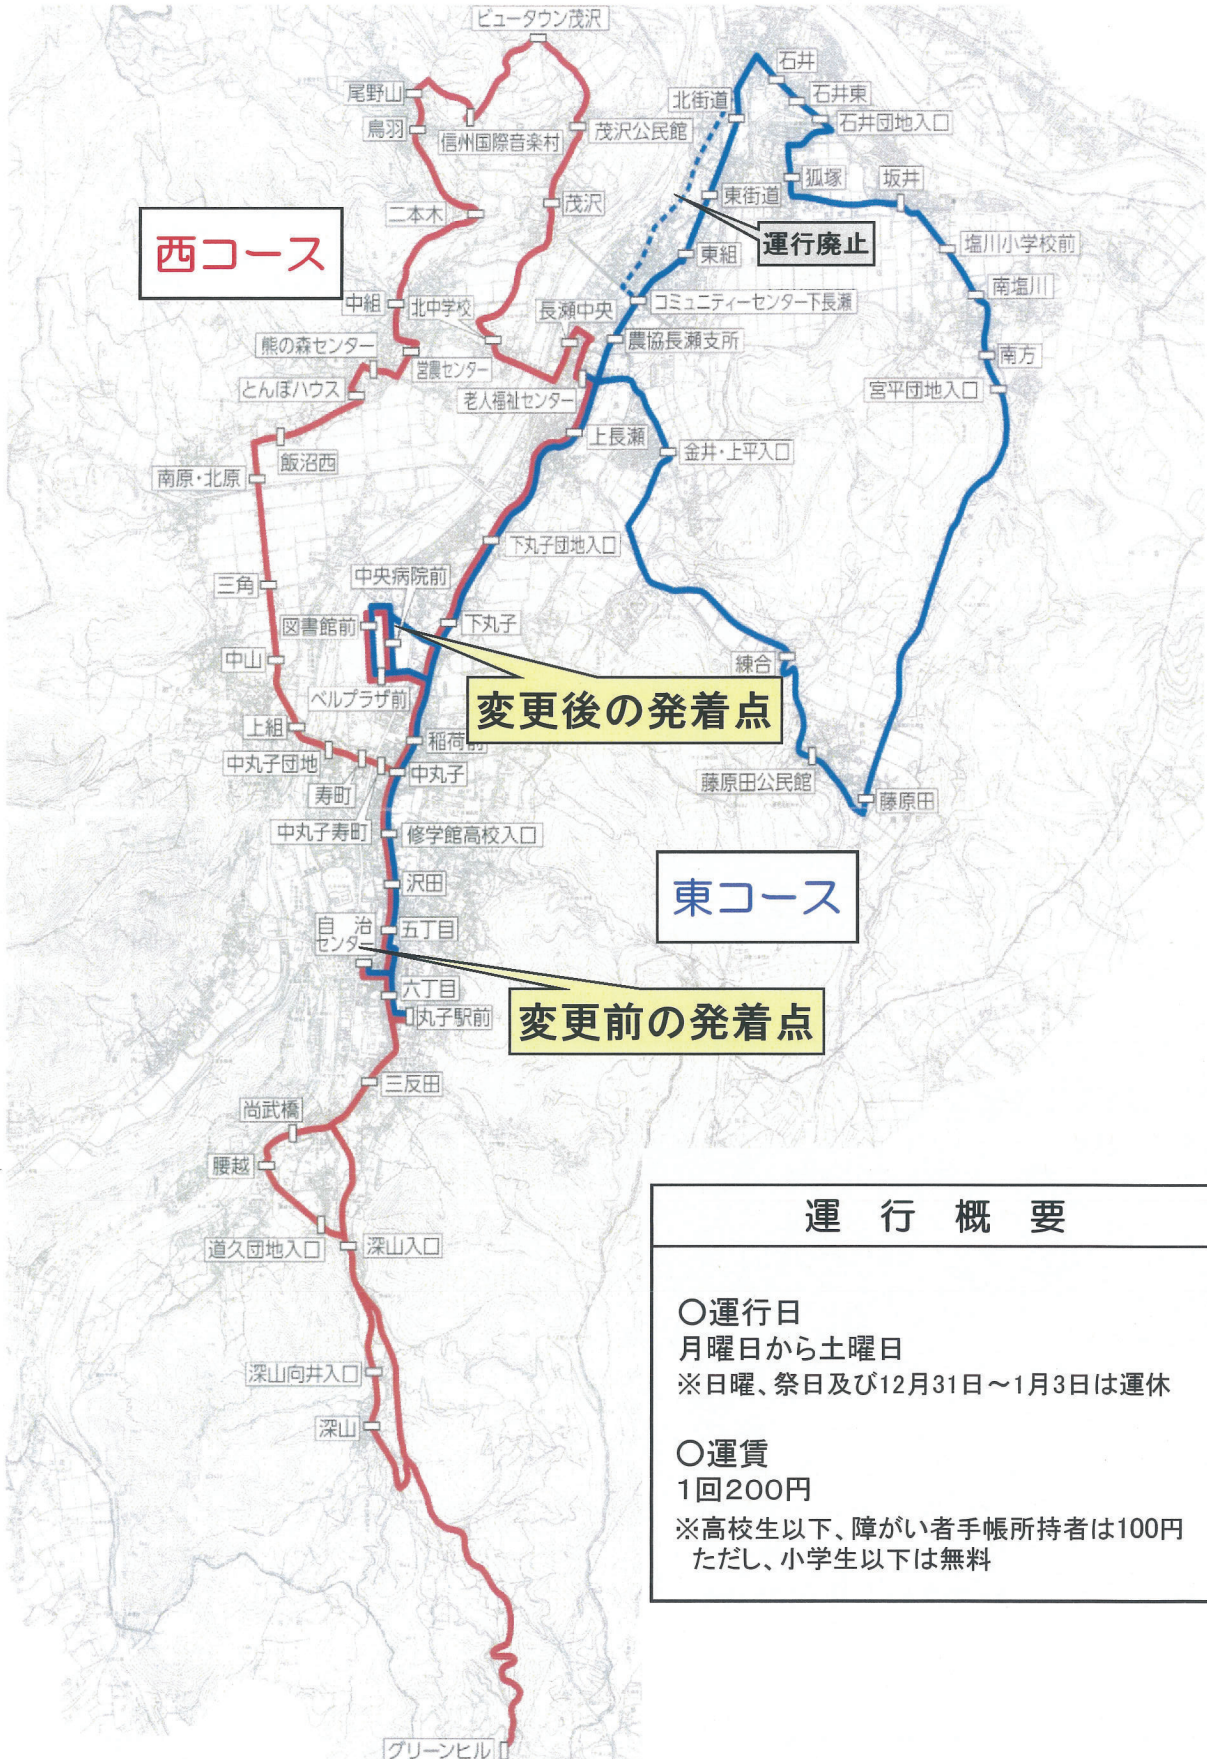 ビュータウン茂沢
尾野山
鳥羽
信州国際音楽村
茂沢公民館
北街道
石井
石井東
石井団地入口
狐塚
坂井
二本木
茂沢
東街道
運行廃止
塩川小学校前
西コース
東組
南塩川
中組
北中学校
長瀬中央
コミュニティーセンター下長瀬
熊の森センター
営農センター
農協長瀬支所
南方
とんぼハウス
老人福祉センター
宮平団地入口
上長瀬
金井・上平入口
飯沼西
南原・北原
下丸子団地入口
中央病院前
三角
図書館前
下丸子
中山
ベルプラザ前
練合
変更後の発着点
上組
稲荷前
中丸子団地
寿町
中丸子
藤原田公民館
藤原田
中丸子寿町
修学館高校入口
沢田
東コース
自　治
センター
五丁目
六丁目
丸子駅前
変更前の発着点
三反田
尚武橋
腰越
道久団地入口
深山入口
深山向井入口
深山
グリーンヒル
運　行　概　要
○運行日
月曜日から土曜日
※日曜、祭日及び12月31日～1月3日は運休
○運賃
1回200円
※高校生以下、障がい者手帳所持者は100円
ただし、小学生以下は無料